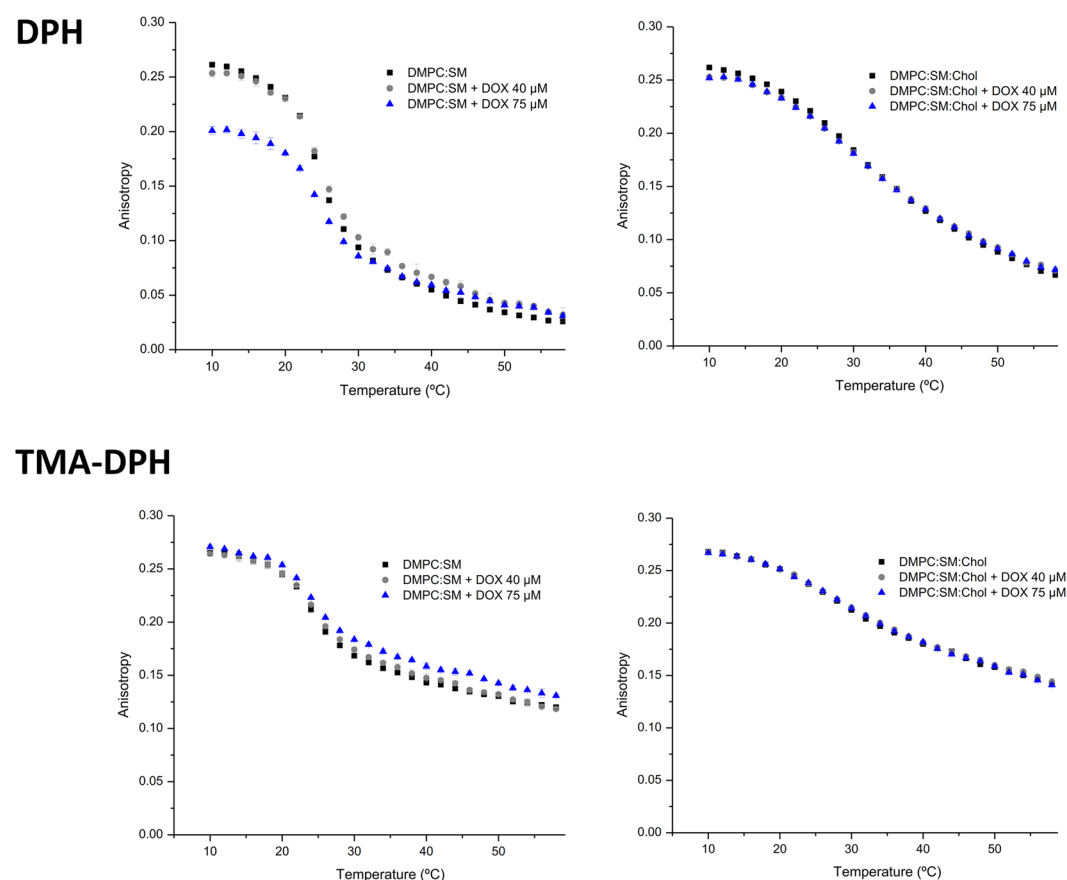 DPH
0.30
0.25
0.20
0.15
0.10
0.05
0.00
Anisotropy
DMPC:SM
DMPC:SM + DOX 40 µM
DMPC:SM + DOX 75 µM
10 20 30 40 50
Temperature (ºC)
0.30
0.25
0.20
0.15
0.10
0.05
0.00
Anisotropy
DMPC:SM:Chol
DMPC:SM:Chol + DOX 40 µM
DMPC:SM:Chol + DOX 75 µM
10 20 30 40 50
Temperature (ºC)
TMA-DPH
0.30
0.25
0.20
0.15
0.10
0.05
0.00
Anisotropy
DMPC:SM
DMPC:SM + DOX 40 µM
DMPC:SM + DOX 75 µM
10 20 30 40 50
Temperature (ºC)
0.30
0.25
0.20
0.15
0.10
0.05
0.00
Anisotropy
DMPC:SM:Chol
DMPC:SM:Chol + DOX 40 µM
DMPC:SM:Chol + DOX 75 µM
10 20 30 40 50
Temperature (ºC)